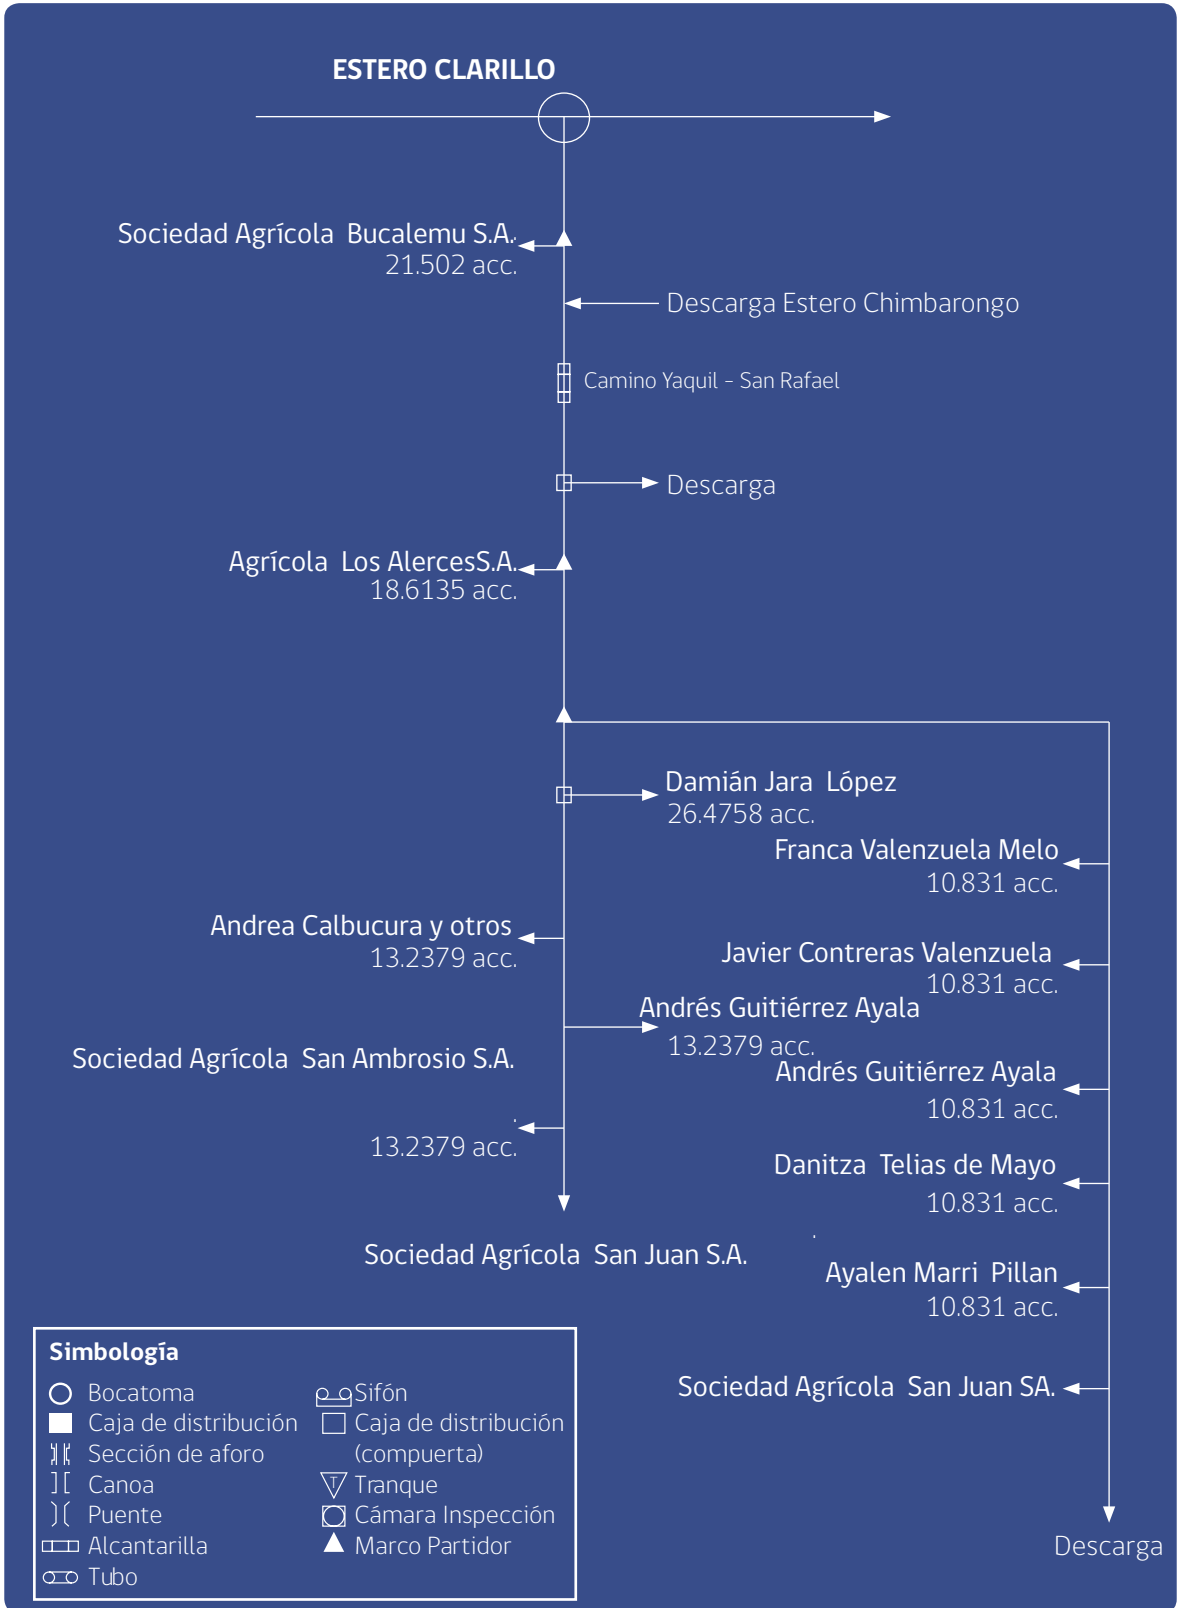 ESTERO CLARILLO
Sociedad Agrícola Bucalemu S.A.
21.502 acc.
Descarga Estero Chimbarongo
Camino Yaquil - San Rafael
Descarga
Agrícola Los AlercesS.A.
18.6135 acc.
Damián Jara López
26.4758 acc.
Franca Valenzuela Melo
10.831 acc.
Andrea Calbucura y otros
13.2379 acc.
Javier Contreras Valenzuela
10.831 acc.
Andrés Guitiérrez Ayala
13.2379 acc.
Sociedad Agrícola San Ambrosio S.A.
13.2379 acc.
Andrés Guitiérrez Ayala
10.831 acc.
Danitza Telias de Mayo
10.831 acc.
Sociedad Agrícola San Juan S.A.
Ayalen Marri Pillan
10.831 acc.
Sociedad Agrícola San Juan SA.
Descarga
Simbología
Bocatoma
Caja de distribución
Sección de aforo
Canoa
Puente
Alcantarilla
Tubo
Sifón
Caja de distribución
(compuerta)
T Tranque
Cámara Inspección
Marco Partidor